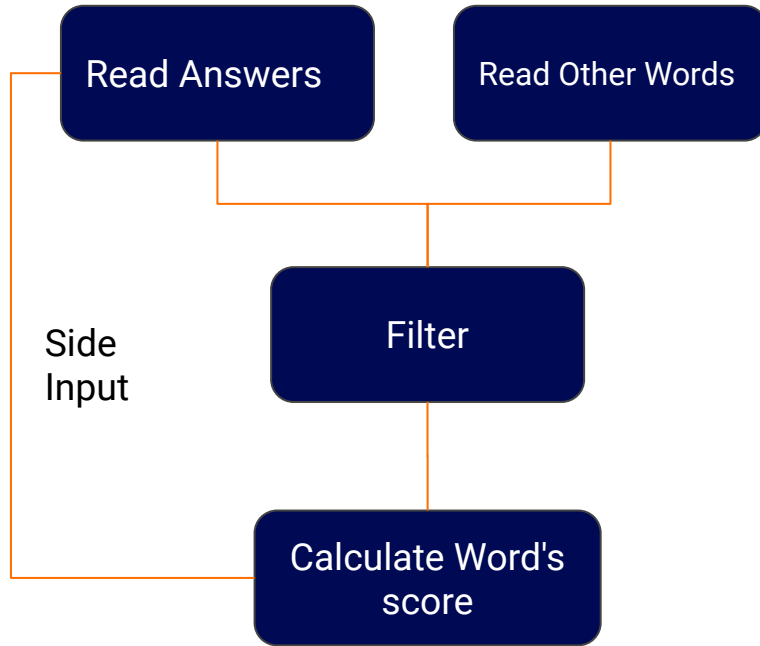 Read Answers
Read Other Words
Filter
Side
Input
Calculate Word's
score